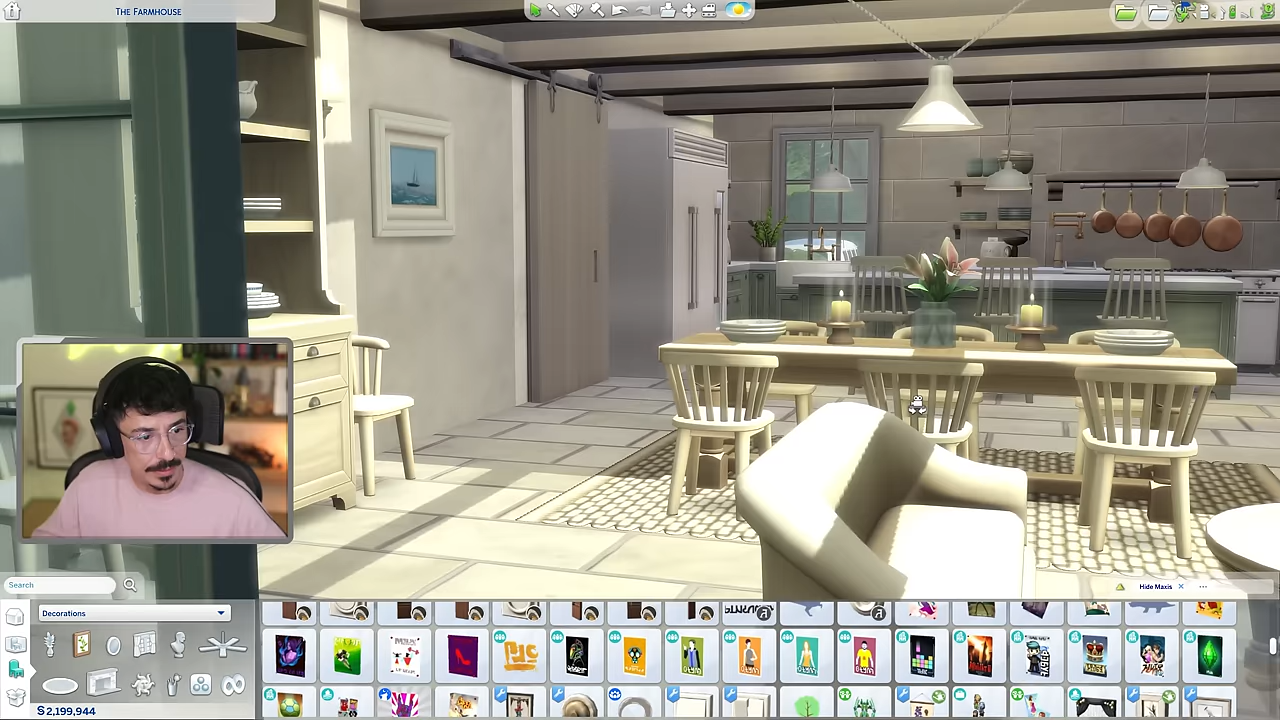 The Farmhouse
Search
Hide Maxis
Decorations
§2,199,944